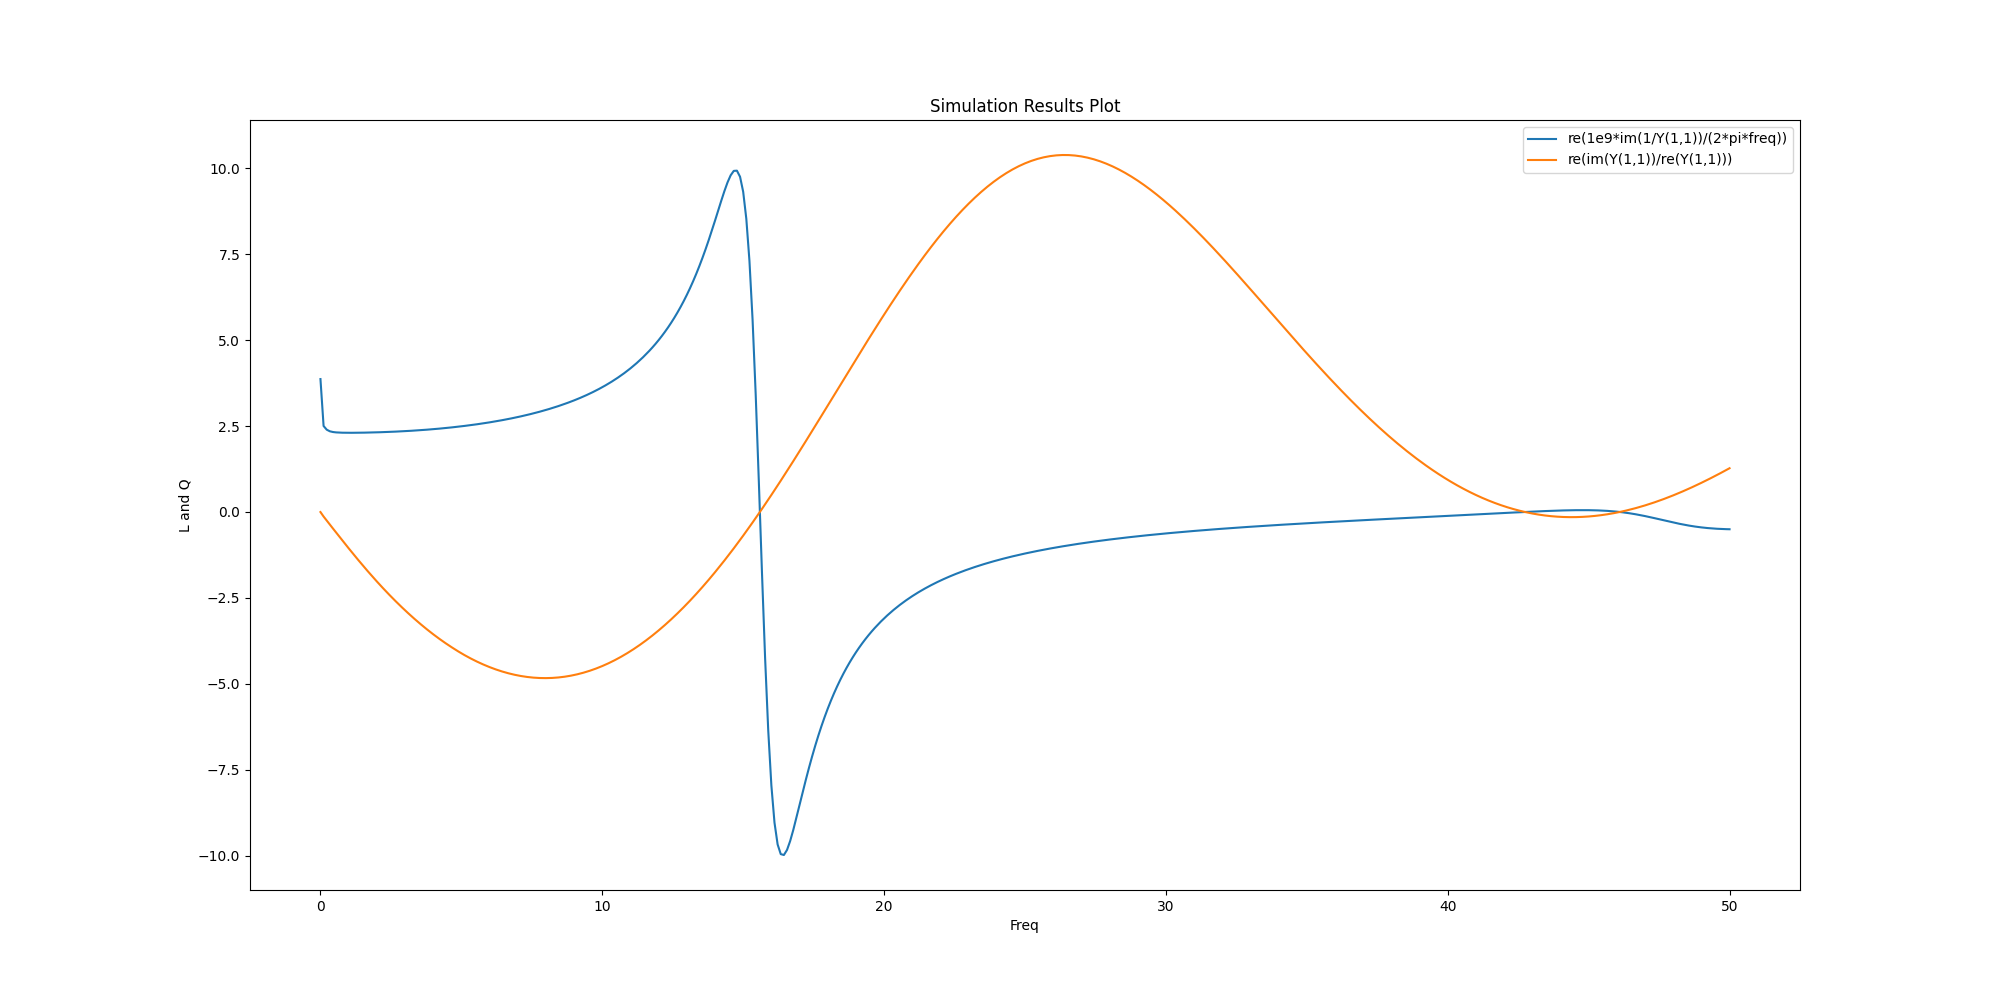 Simulation Results Plot
re(1e9*im(1/Y(1,1))/(2*pi*freq))
re(im(Y(1,1))/re(Y(1,1)))
10.0
7.5
5.0
2.5
0.0
−2.5
−5.0
−7.5
−10.0
L and Q
0 10 20 30 40 50
Freq